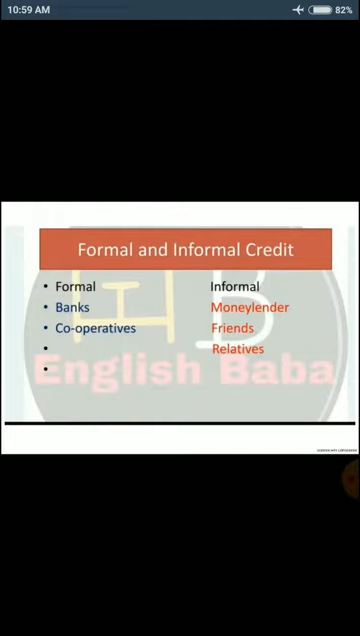 10:59 AM
82%
Formal and Informal Credit
• Formal Informal
• Banks Moneylender
• Co-operatives Friends
• Relatives
•
English Baba